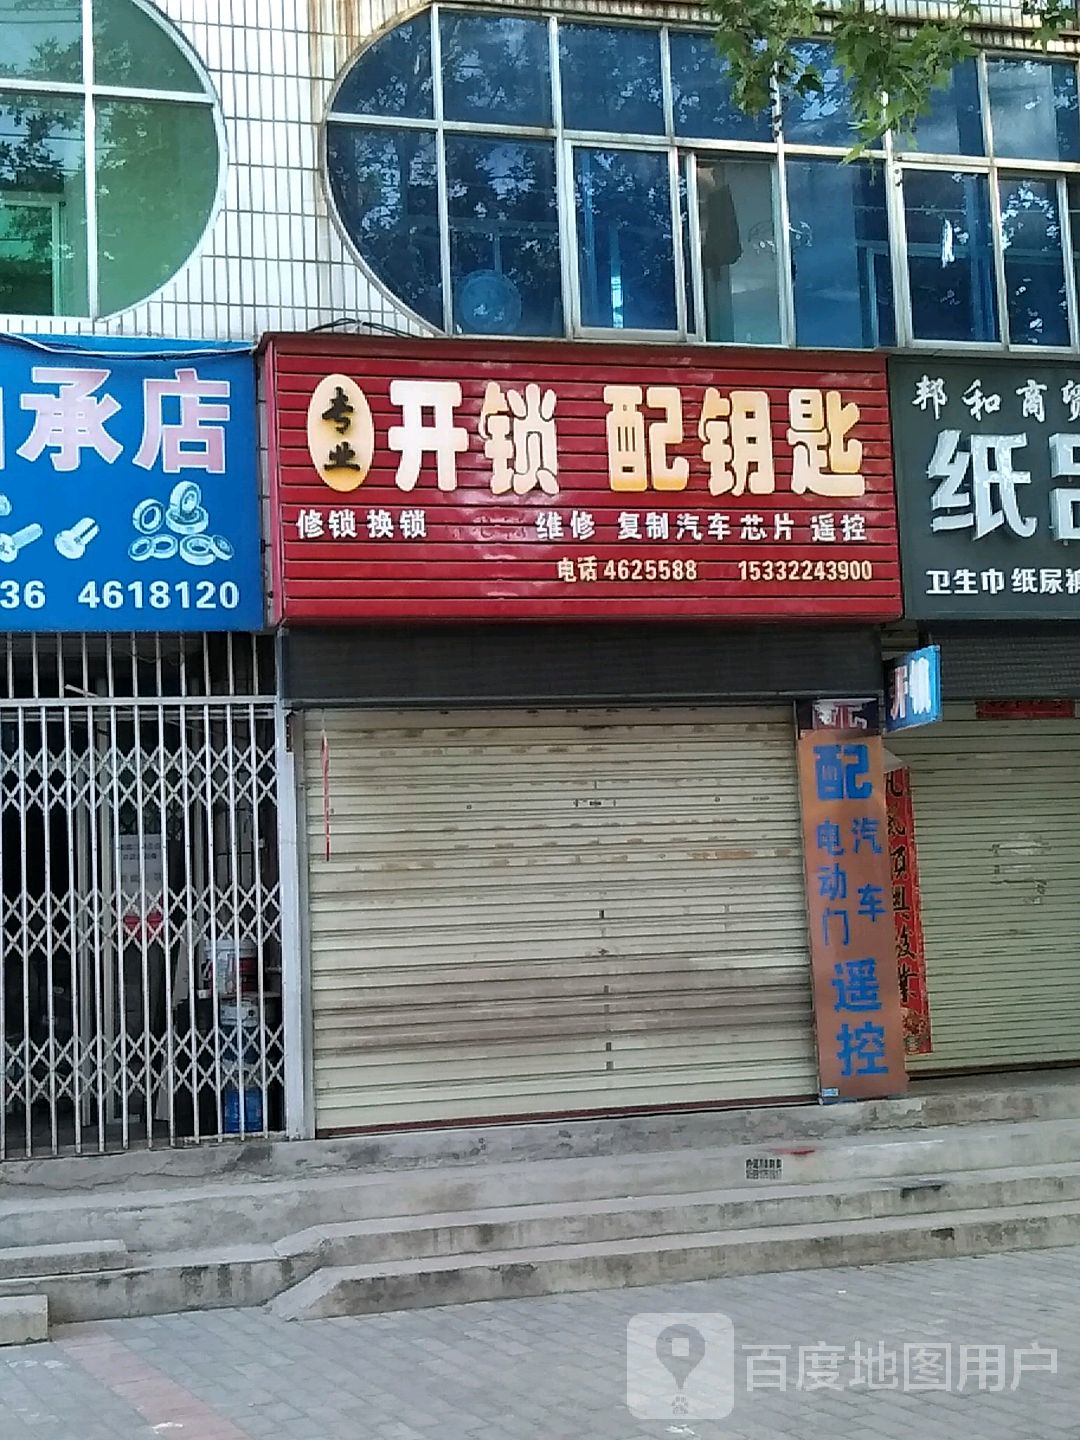 承店
36 4618120
专业
开锁 配钥匙
修锁 换锁 维修 复制汽车芯片 遥控
电话 4625588 15332243900
邦和商贸
纸品
卫生巾 纸尿裤
开锁
配
汽车
电动门
遥控
百度地图用户